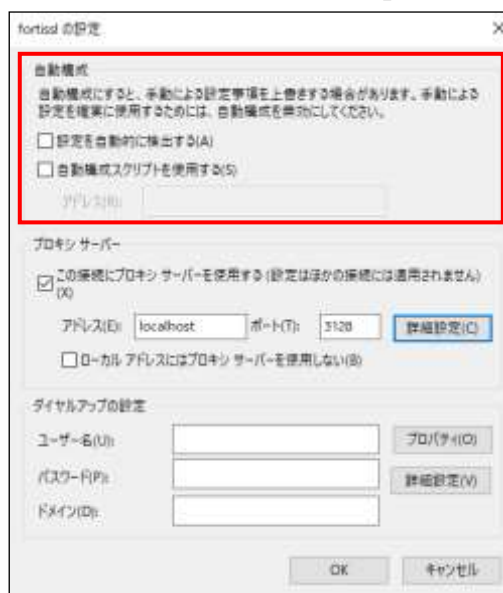 fortissl の設定
自動構成
自動構成にすると、手動による設定事項を上書きする場合があります。手動による
設定を確実に使用するためには、自動構成を無効にしてください。
設定を自動的に検出する(A)
自動構成スクリプトを使用する(S)
アドレス(R):
プロキシ サーバー
この接続にプロキシ サーバーを使用する (設定はほかの接続には適用されません)
(X)
アドレス(E): localhost ポート(T): 3128 詳細設定(C)
ローカル アドレスにはプロキシ サーバーを使用しない(B)
ダイヤルアップの設定
ユーザー名(U): プロパティ(O)
パスワード(P): 詳細設定(V)
ドメイン(D):
OK キャンセル